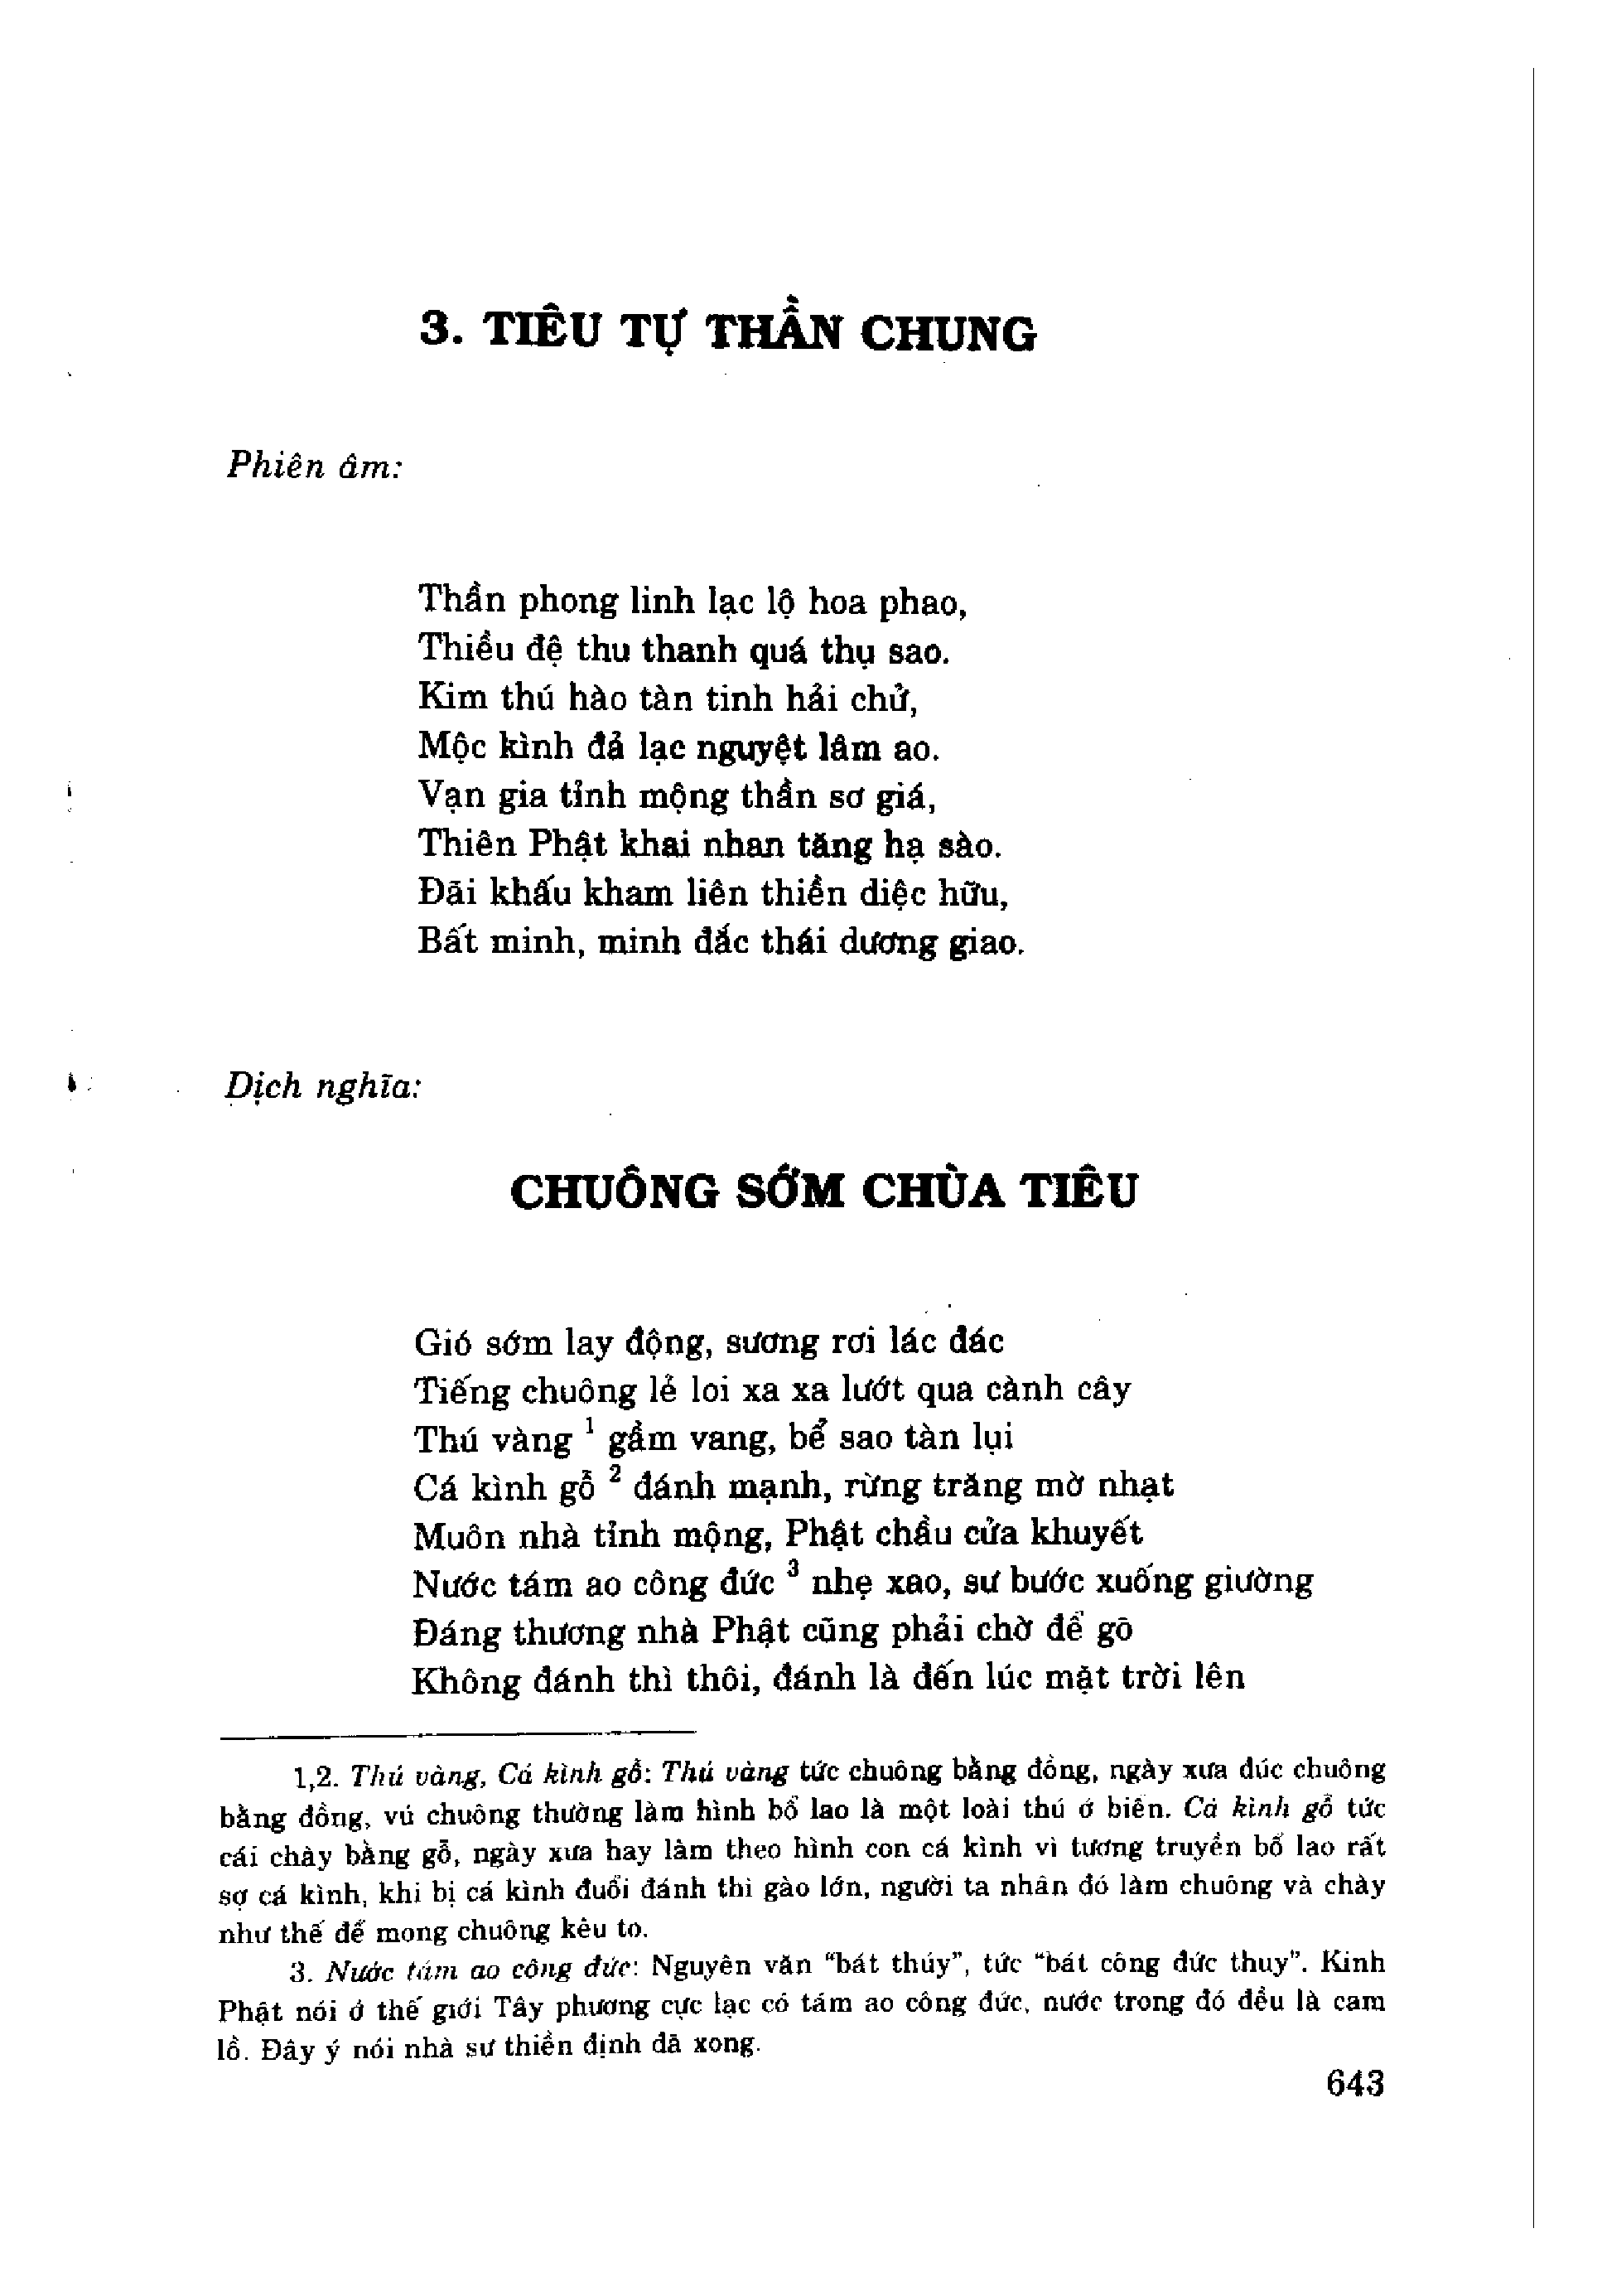 3. TIÊU TỰ THẦN CHUNG
Phiên âm:
Thần phong linh lạc lộ hoa phao,
Thiều đệ thu thanh quá thụ sao.
Kim thú hào tàn tinh hải chử,
Mộc kình đả lạc nguyệt lâm ao.
Vạn gia tỉnh mộng thần sơ giá,
Thiên Phật khai nhan tăng hạ sào.
Đãi khấu kham liên thiền diệc hữu,
Bất minh, minh đắc thái dương giao.
Dịch nghĩa:
CHUÔNG SỚM CHÙA TIÊU
Gió sớm lay động, sương rơi lác đác
Tiếng chuông lẻ loi xa xa lướt qua cành cây
Thú vàng ¹ gầm vang, bể sao tàn lụi
Cá kình gỗ ² đánh mạnh, rừng trăng mờ nhạt
Muôn nhà tỉnh mộng, Phật chầu cửa khuyết
Nước tám ao công đức ³ nhẹ xao, sư bước xuống giường
Đáng thương nhà Phật cũng phải chờ để gõ
Không đánh thì thôi, đánh là đến lúc mặt trời lên
1,2. Thú vàng, Cá kình gỗ: Thú vàng tức chuông bằng đồng, ngày xưa đúc chuông
bằng đồng, vú chuông thường làm hình bồ lao là một loài thú ở biển. Cá kình gỗ tức
cái chày bằng gỗ, ngày xưa hay làm theo hình con cá kình vì tương truyền bồ lao rất
sợ cá kình, khi bị cá kình đuổi đánh thì gào lớn, người ta nhân đó làm chuông và chày
như thế để mong chuông kêu to.
3. Nước tám ao công đức: Nguyên văn “bát thủy”, tức “bát công đức thuy”. Kinh
Phật nói ở thế giới Tây phương cực lạc có tám ao công đức, nước trong đó đều là cam
lồ. Đây ý nói nhà sư thiền định đã xong.
643